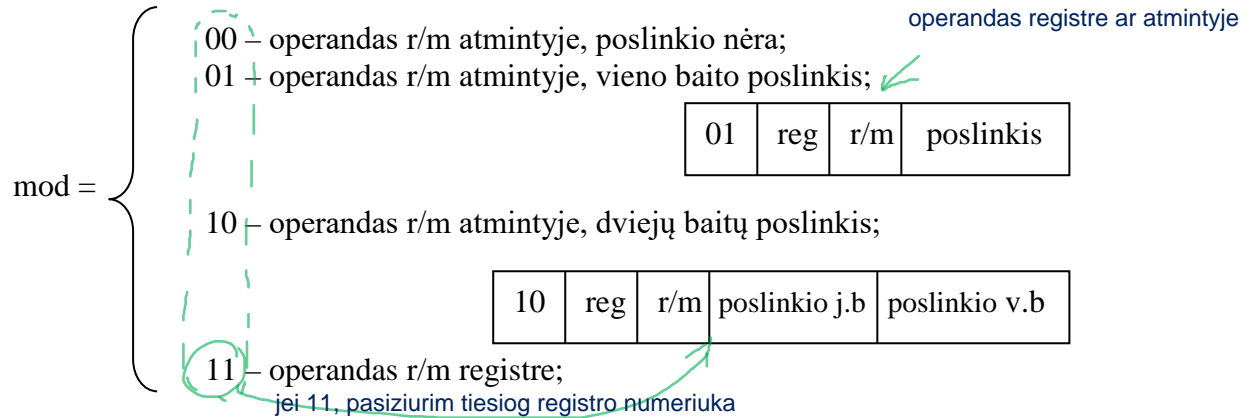 operandas registre ar atmintyje
00 – operandas r/m atmintyje, poslinkio nėra;
01 – operandas r/m atmintyje, vieno baito poslinkis;
01 reg r/m poslinkis
mod =
10 – operandas r/m atmintyje, dviejų baitų poslinkis;
10 reg r/m poslinkio j.b poslinkio v.b
11 – operandas r/m registre;
jei 11, pasiziurim tiesiog registro numeriuka